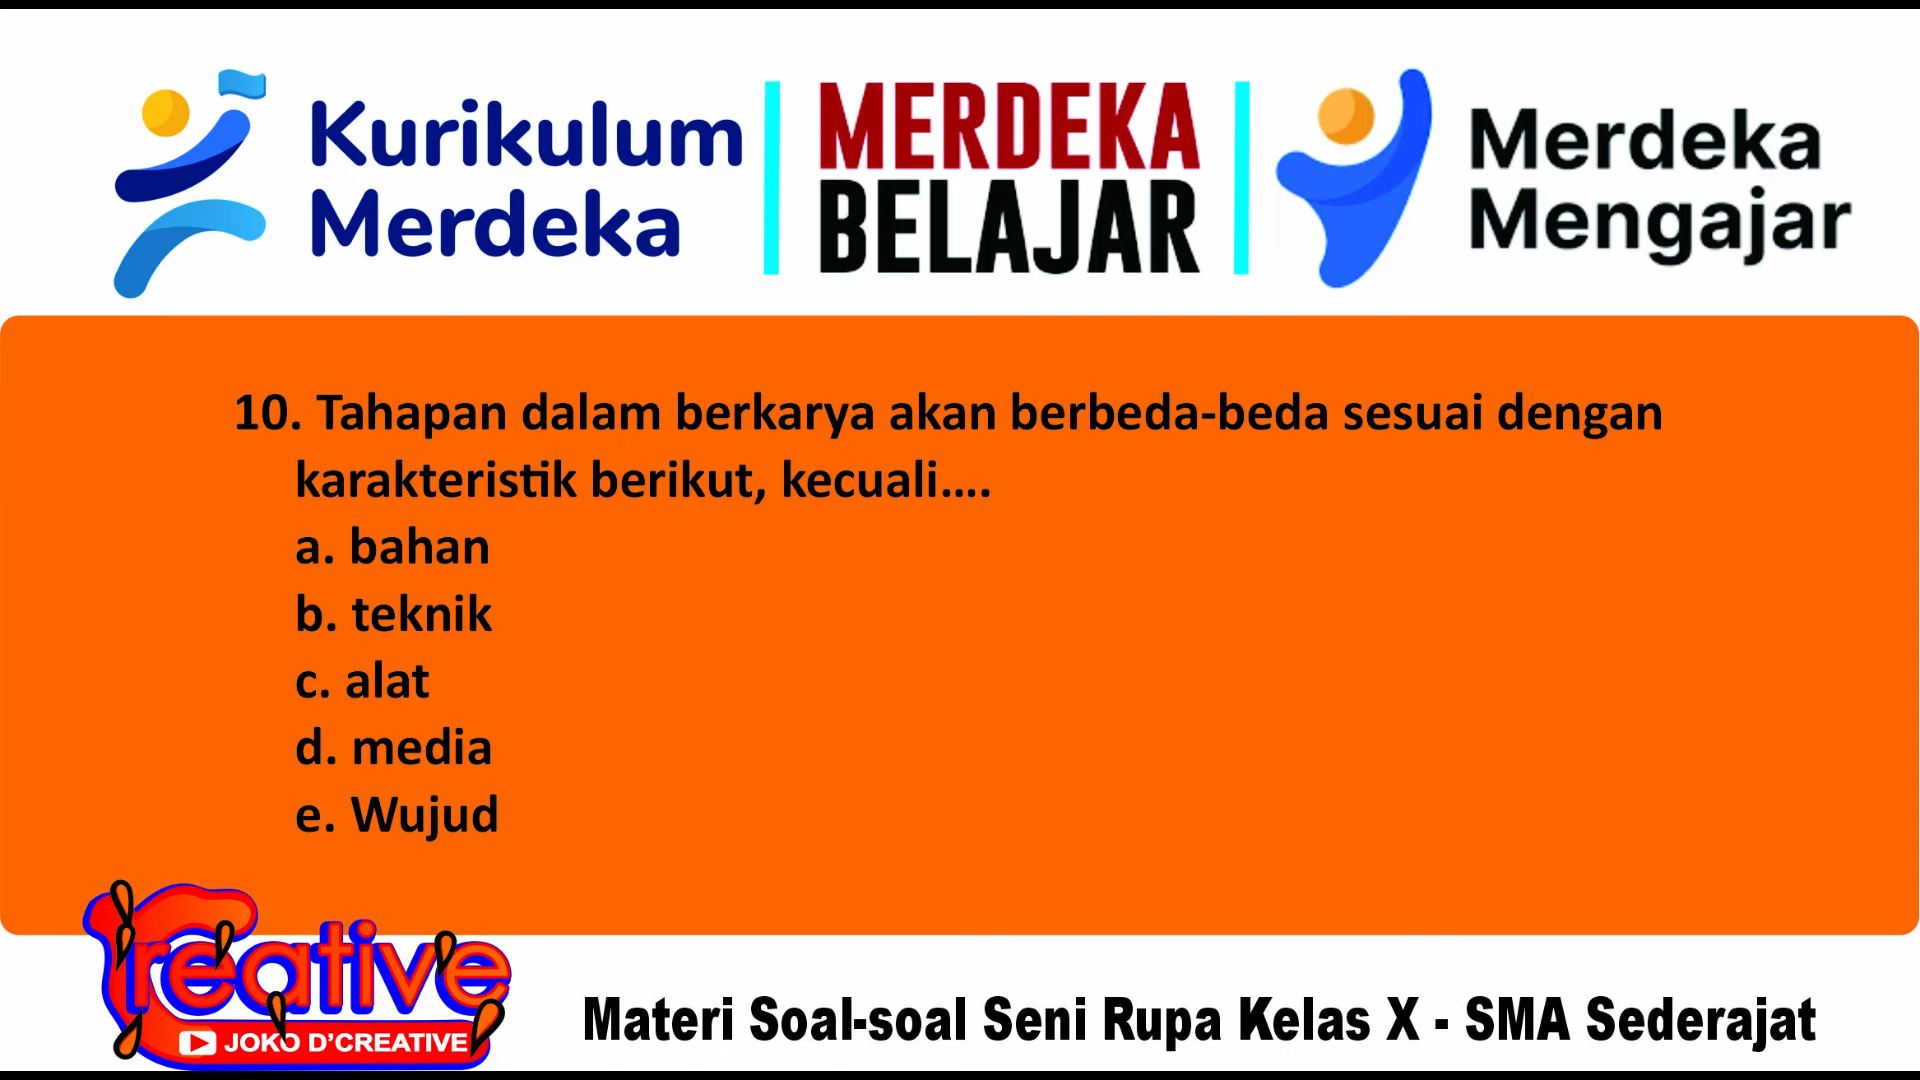 Kurikulum
Merdeka
MERDEKA
BELAJAR
Merdeka
Mengajar
10. Tahapan dalam berkarya akan berbeda-beda sesuai dengan
karakteristik berikut, kecuali....
a. bahan
b. teknik
c. alat
d. media
e. Wujud
Creative
JOKO D'CREATIVE
Materi Soal-soal Seni Rupa Kelas X - SMA Sederajat